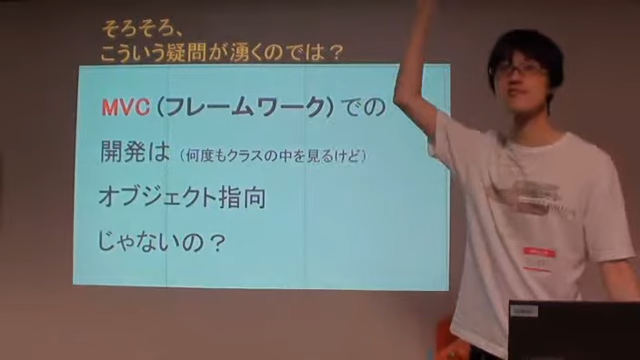 そろそろ、
こういう疑問が湧くのでは？
MVC（フレームワーク）での
開発は（何度もクラスの中を見るけど）
オブジェクト指向
じゃないの？